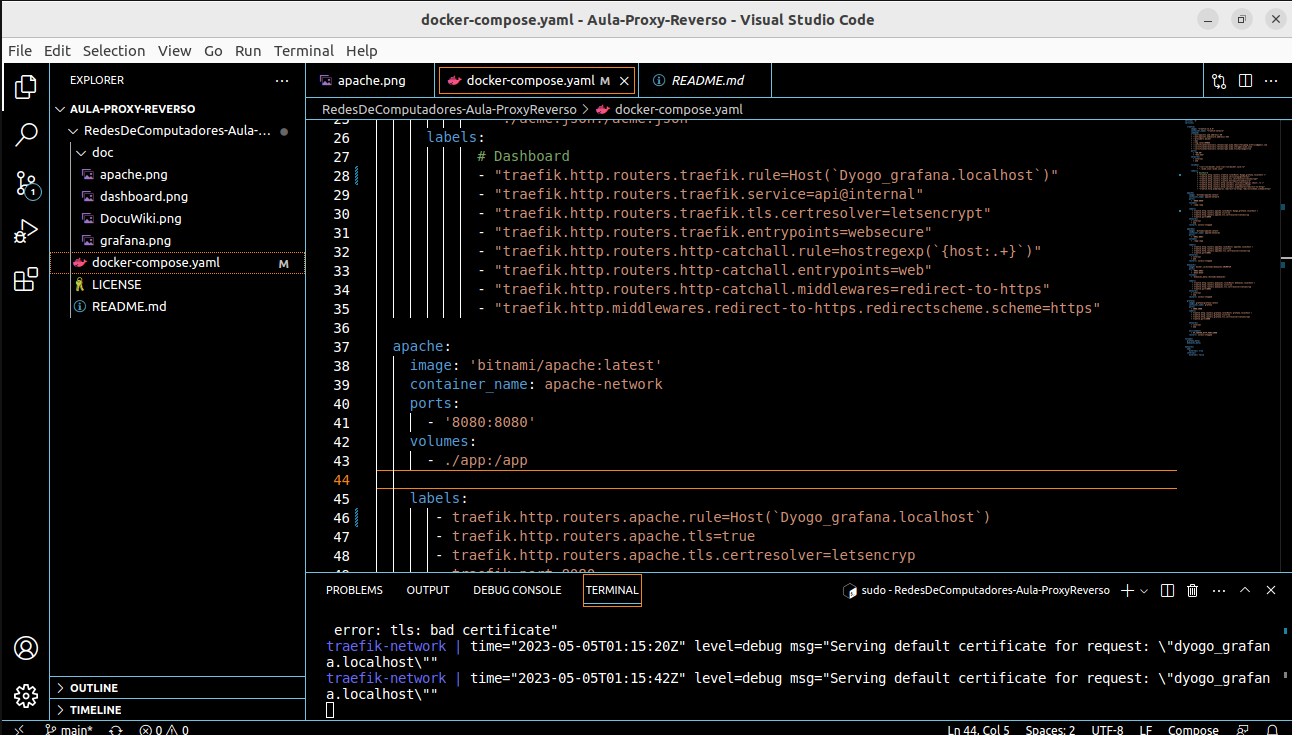 docker-compose.yaml - Aula-Proxy-Reverso - Visual Studio Code
File Edit Selection View Go Run Terminal Help
EXPLORER
AULA-PROXY-REVERSO
RedesDeComputadores-Aula-...
doc
apache.png
dashboard.png
DocuWiki.png
grafana.png
docker-compose.yaml M
LICENSE
README.md
OUTLINE
TIMELINE
1
apache.png
docker-compose.yaml M
README.md
RedesDeComputadores-Aula-ProxyReverso > docker-compose.yaml
25 - ./acme.json:/acme.json
26 labels:
27 # Dashboard
28 - "traefik.http.routers.traefik.rule=Host(`Dyogo_grafana.localhost`)"
29 - "traefik.http.routers.traefik.service=api@internal"
30 - "traefik.http.routers.traefik.tls.certresolver=letsencrypt"
31 - "traefik.http.routers.traefik.entrypoints=websecure"
32 - "traefik.http.routers.http-catchall.rule=hostregexp(`{host:.+}`)"
33 - "traefik.http.routers.http-catchall.entrypoints=web"
34 - "traefik.http.routers.http-catchall.middlewares=redirect-to-https"
35 - "traefik.http.middlewares.redirect-to-https.redirectscheme.scheme=https"
36
37 apache:
38 image: 'bitnami/apache:latest'
39 container_name: apache-network
40 ports:
41 - '8080:8080'
42 volumes:
43 - ./app:/app
44
45 labels:
46 - traefik.http.routers.apache.rule=Host(`Dyogo_grafana.localhost`)
47 - traefik.http.routers.apache.tls=true
48 - traefik.http.routers.apache.tls.certresolver=letsencryp
49 - traefik.port=8080
PROBLEMS OUTPUT DEBUG CONSOLE TERMINAL
sudo - RedesDeComputadores-Aula-ProxyReverso
error: tls: bad certificate"
traefik-network | time="2023-05-05T01:15:20Z" level=debug msg="Serving default certificate for request: \"dyogo_grafan
a.localhost\""
traefik-network | time="2023-05-05T01:15:42Z" level=debug msg="Serving default certificate for request: \"dyogo_grafan
a.localhost\""
main* 0 0
Ln 44, Col 5 Spaces: 2 UTF-8 LF Compose